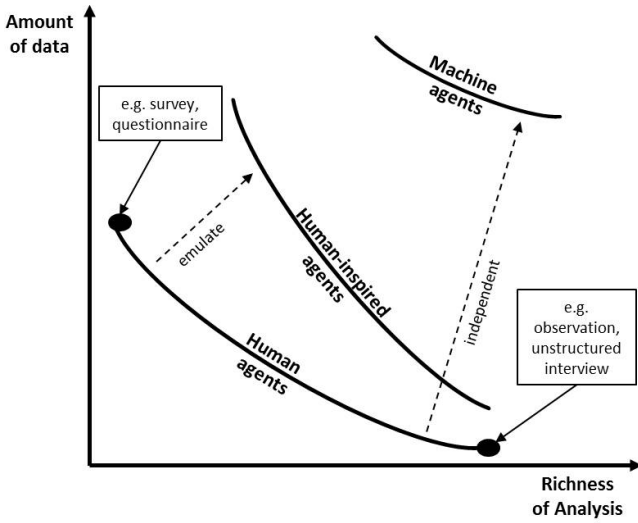 Amount
of data
e.g. survey,
questionnaire
Machine
agents
emulate
Human-inspired
agents
independent
Human
agents
e.g.
observation,
unstructured
interview
Richness
of Analysis